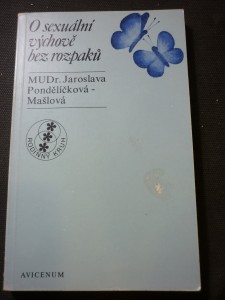 O sexuální
výchově
bez rozpaků
MUDr. Jaroslava
Pondělíčková -
Mašlová
RODINNÝ KRUH
AVICENUM